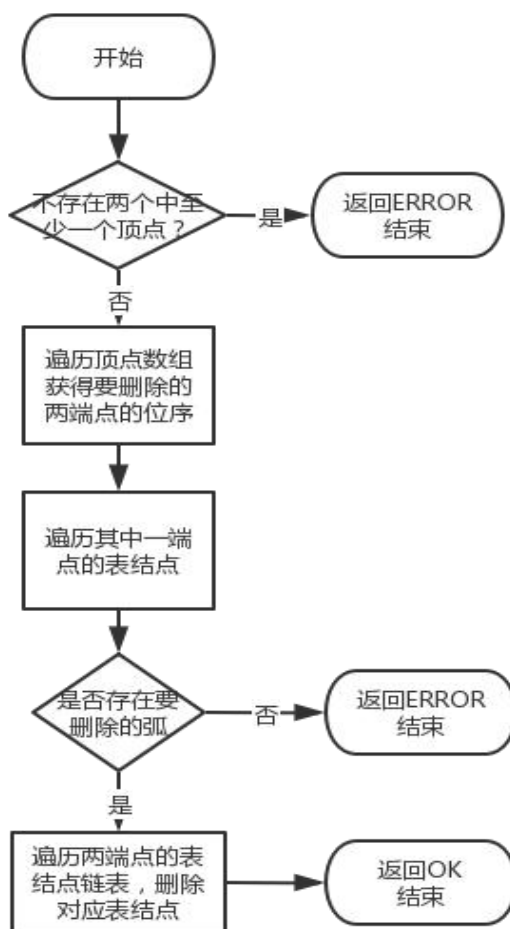 开始
不存在两个中至
少一个顶点？
是
返回ERROR
结束
否
遍历顶点数组
获得要删除的
两端点的位序
遍历其中一端
点的表结点
是否存在要
删除的弧
否
返回ERROR
结束
是
遍历两端点的表
结点链表，删除
对应表结点
返回OK
结束